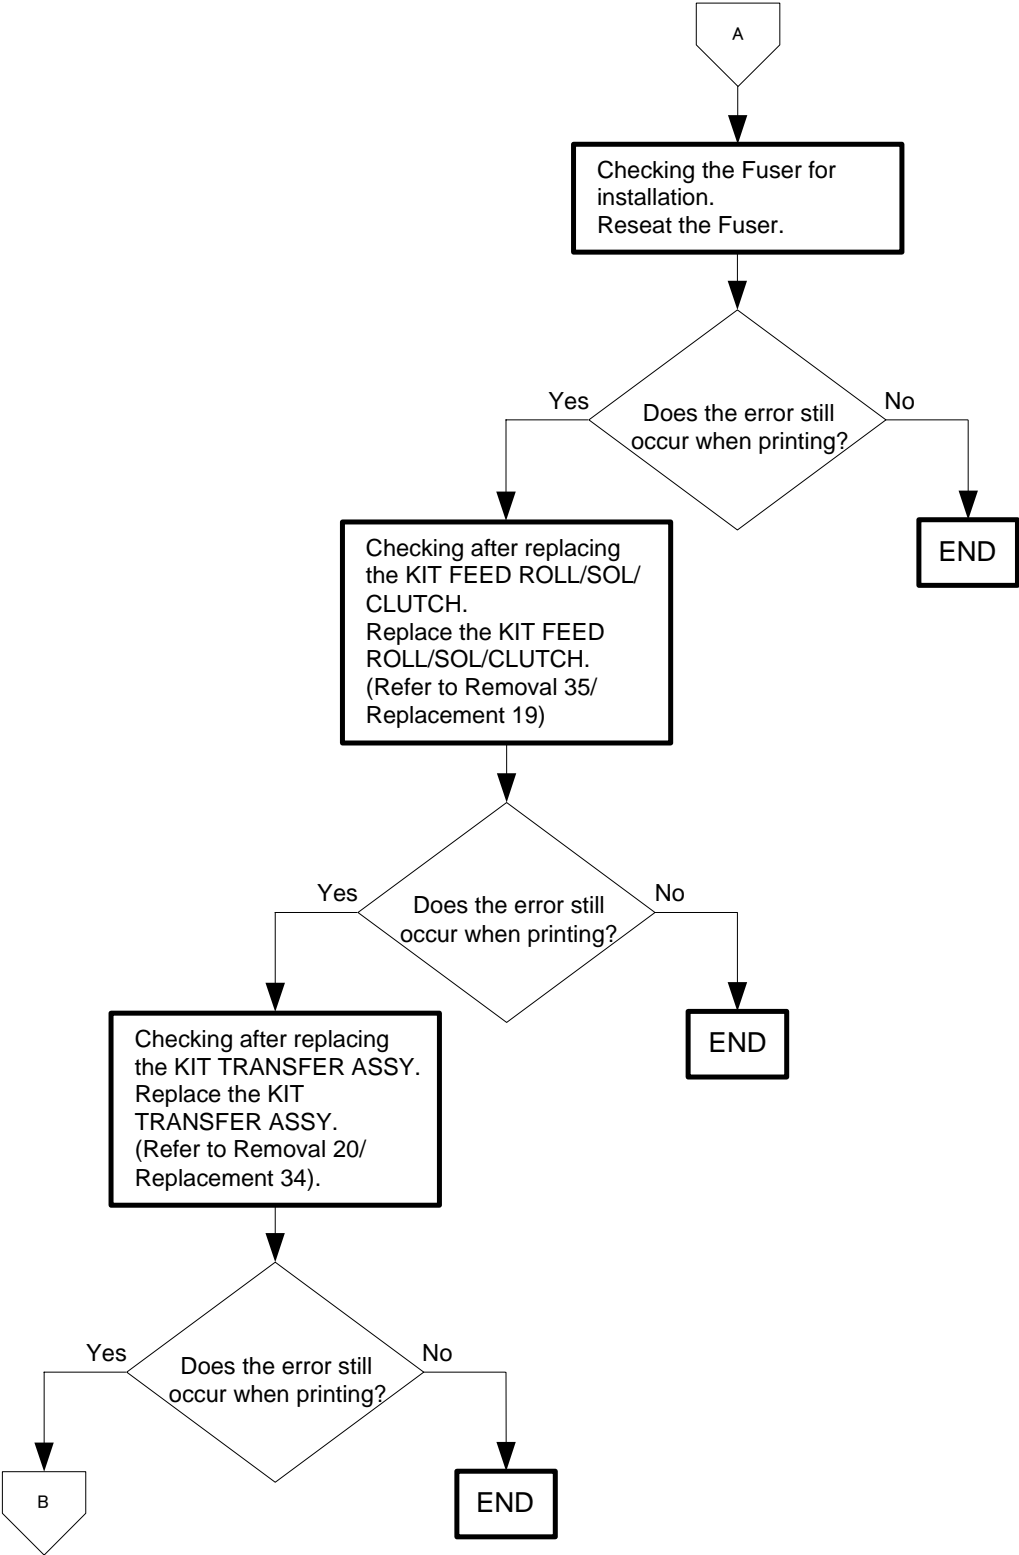 A
Checking the Fuser for
installation.
Reseat the Fuser.
Yes
No
Does the error still
occur when printing?
END
Checking after replacing
the KIT FEED ROLL/SOL/
CLUTCH.
Replace the KIT FEED
ROLL/SOL/CLUTCH.
(Refer to Removal 35/
Replacement 19)
Yes
No
Does the error still
occur when printing?
END
Checking after replacing
the KIT TRANSFER ASSY.
Replace the KIT
TRANSFER ASSY.
(Refer to Removal 20/
Replacement 34).
Yes
No
Does the error still
occur when printing?
B
END